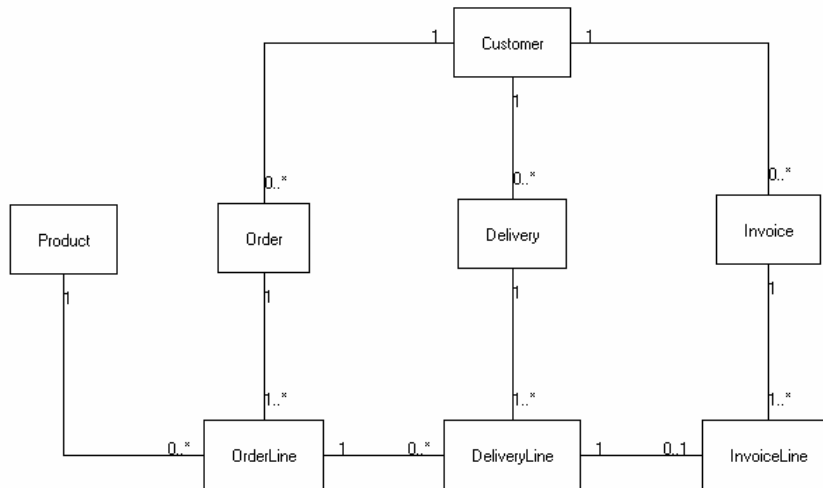 1 Customer 1
1
0..* 0..* 0..*
Product Order Delivery Invoice
1 1 1 1
1..* 1..* 1..*
0..* OrderLine 1 0..* DeliveryLine 1 0..1 InvoiceLine